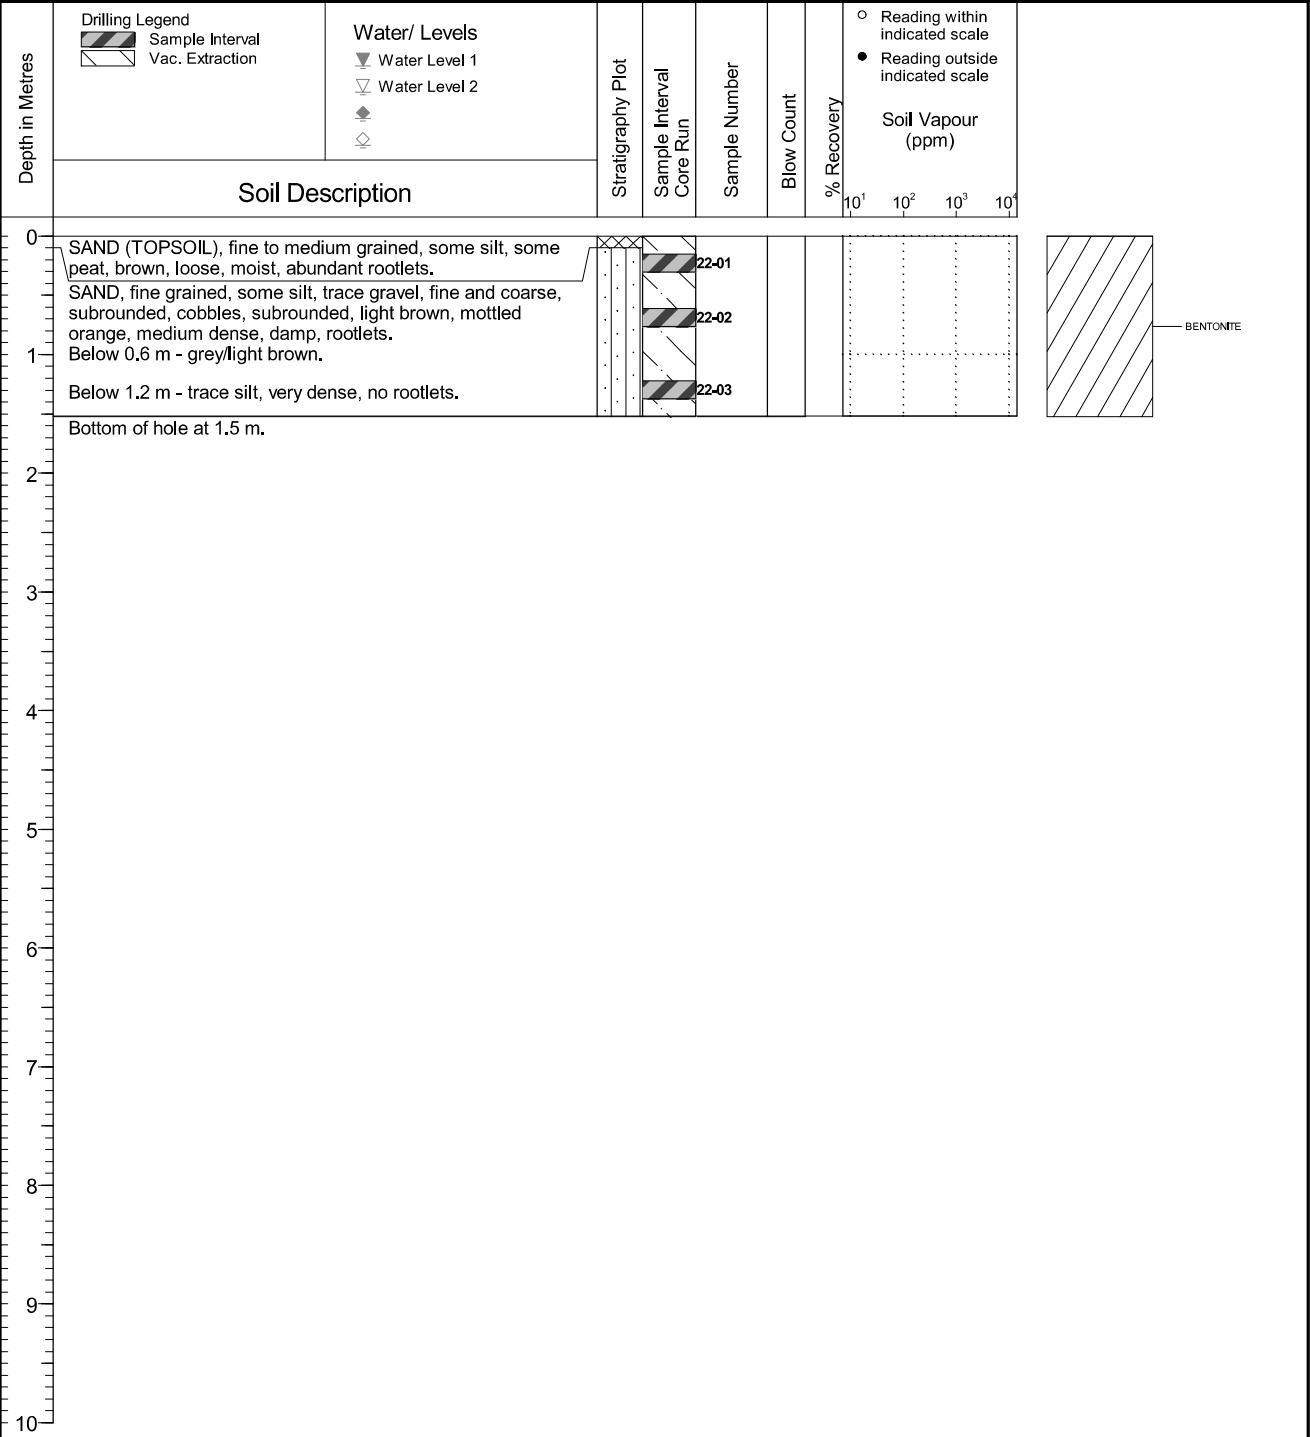 Depth in Metres
Drilling Legend
Sample Interval
Vac. Extraction
Water/ Levels
Water Level 1
Water Level 2
Soil Description
Stratigraphy Plot
Sample Interval
Core Run
Sample Number
Blow Count
% Recovery
Reading within
indicated scale
Reading outside
indicated scale
Soil Vapour
(ppm)
10¹ 10² 10³ 10⁴
0
SAND (TOPSOIL), fine to medium grained, some silt, some
peat, brown, loose, moist, abundant rootlets.
22-01
SAND, fine grained, some silt, trace gravel, fine and coarse,
subrounded, cobbles, subrounded, light brown, mottled
orange, medium dense, damp, rootlets.
22-02
BENTONITE
1
Below 0.6 m - grey/light brown.
Below 1.2 m - trace silt, very dense, no rootlets.
22-03
Bottom of hole at 1.5 m.
2
3
4
5
6
7
8
9
10